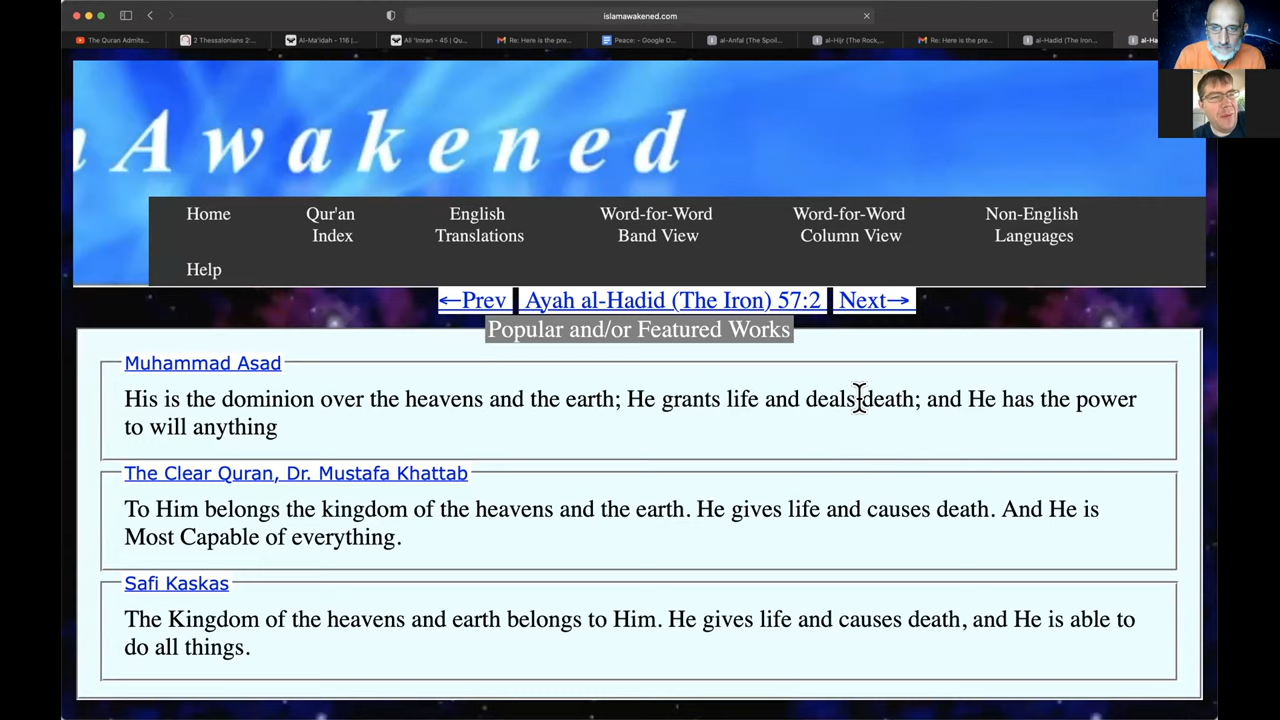 islamawakened.com
The Quran Admits...
2 Thessalonians 2:...
Al-Ma'idah - 116 |...
Ali 'Imran - 45 | Qu...
Re: Here is the pre...
Peace: - Google D...
al-Anfal (The Spoil...
al-Hijr (The Rock,...
Re: Here is the pre...
al-Hadid (The Iron...
al-Ha
n Awakened
Home
Qur'an Index
English Translations
Word-for-Word Band View
Word-for-Word Column View
Non-English Languages
Help
←Prev | Ayah al-Hadid (The Iron) 57:2 | Next→
Popular and/or Featured Works
Muhammad Asad
His is the dominion over the heavens and the earth; He grants life and deals death; and He has the power
to will anything
The Clear Quran, Dr. Mustafa Khattab
To Him belongs the kingdom of the heavens and the earth. He gives life and causes death. And He is
Most Capable of everything.
Safi Kaskas
The Kingdom of the heavens and earth belongs to Him. He gives life and causes death, and He is able to
do all things.